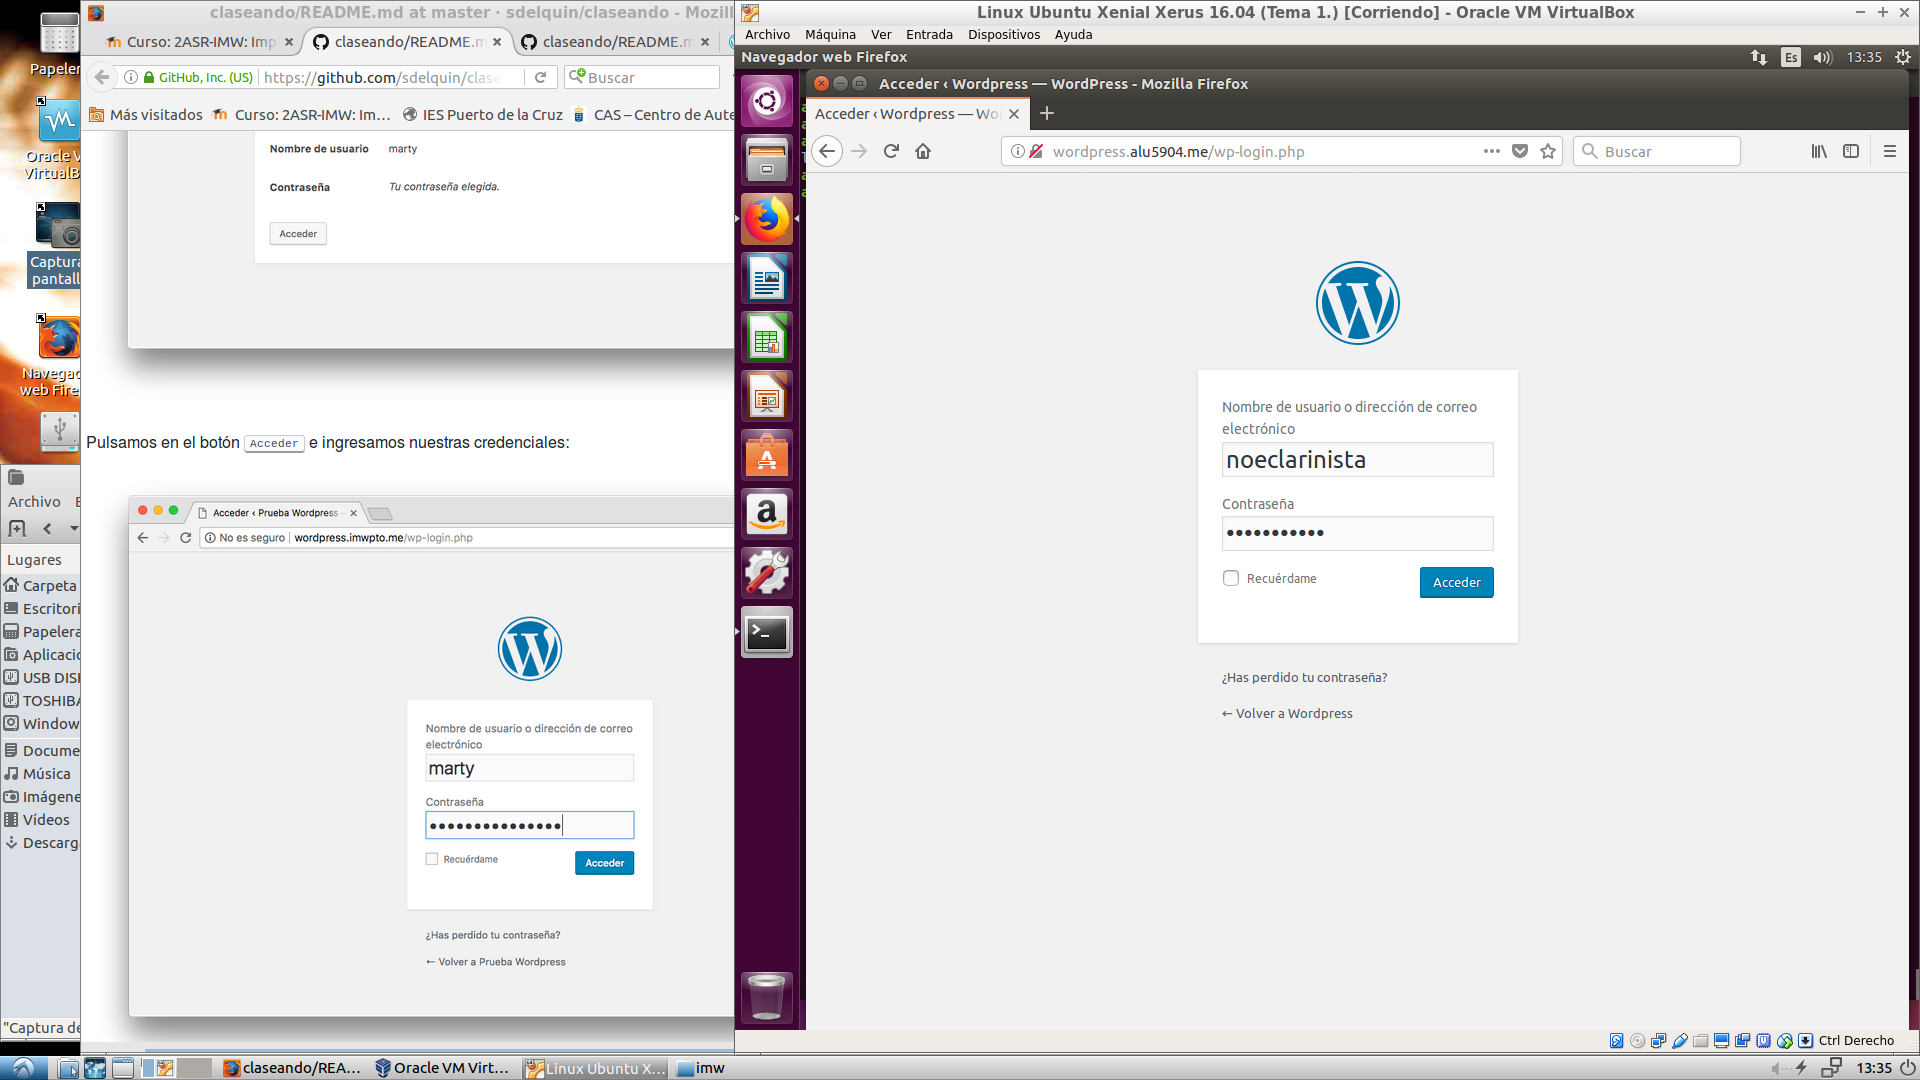 Papeler
Oracle V
VirtualB
Captura
pantall
Navegad
web Fire
Archivo E
Lugares
Carpeta
Escritori
Papelera
Aplicacio
USB DIS
TOSHIBA
Window
Docume
Música
Imágene
Vídeos
Descarga
"Captura de
claseando/README.md at master · sdelquin/claseando - Mozill
Curso: 2ASR-IMW: Imp
claseando/README.m
claseando/README.m
GitHub, Inc. (US) https://github.com/sdelquin/clase
Buscar
Más visitados Curso: 2ASR-IMW: Im... IES Puerto de la Cruz CAS – Centro de Aute
Nombre de usuario marty
Contraseña Tu contraseña elegida.
Acceder
Pulsamos en el botón Acceder e ingresamos nuestras credenciales:
Acceder ‹ Prueba Wordpress
No es seguro wordpress.imwpto.me/wp-login.php
Nombre de usuario o dirección de correo
electrónico
marty
Contraseña
•••••••••••••••
Recuérdame Acceder
¿Has perdido tu contraseña?
← Volver a Prueba Wordpress
Linux Ubuntu Xenial Xerus 16.04 (Tema 1.) [Corriendo] - Oracle VM VirtualBox
Archivo Máquina Ver Entrada Dispositivos Ayuda
Navegador web Firefox Es 13:35
Acceder ‹ Wordpress — WordPress - Mozilla Firefox
Acceder ‹ Wordpress — Wor
wordpress.alu5904.me/wp-login.php
Buscar
Nombre de usuario o dirección de correo
electrónico
noeclarinista
Contraseña
•••••••••••
Recuérdame Acceder
¿Has perdido tu contraseña?
← Volver a Wordpress
Ctrl Derecho
claseando/REA... Oracle VM Virt... Linux Ubuntu X... imw 13:35